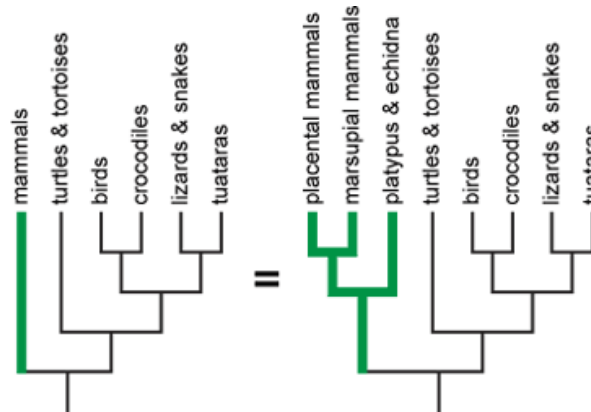 mammals
turtles & tortoises
birds
crocodiles
lizards & snakes
tuataras
=
placental mammals
marsupial mammals
platypus & echidna
turtles & tortoises
birds
crocodiles
lizards & snakes
tuataras